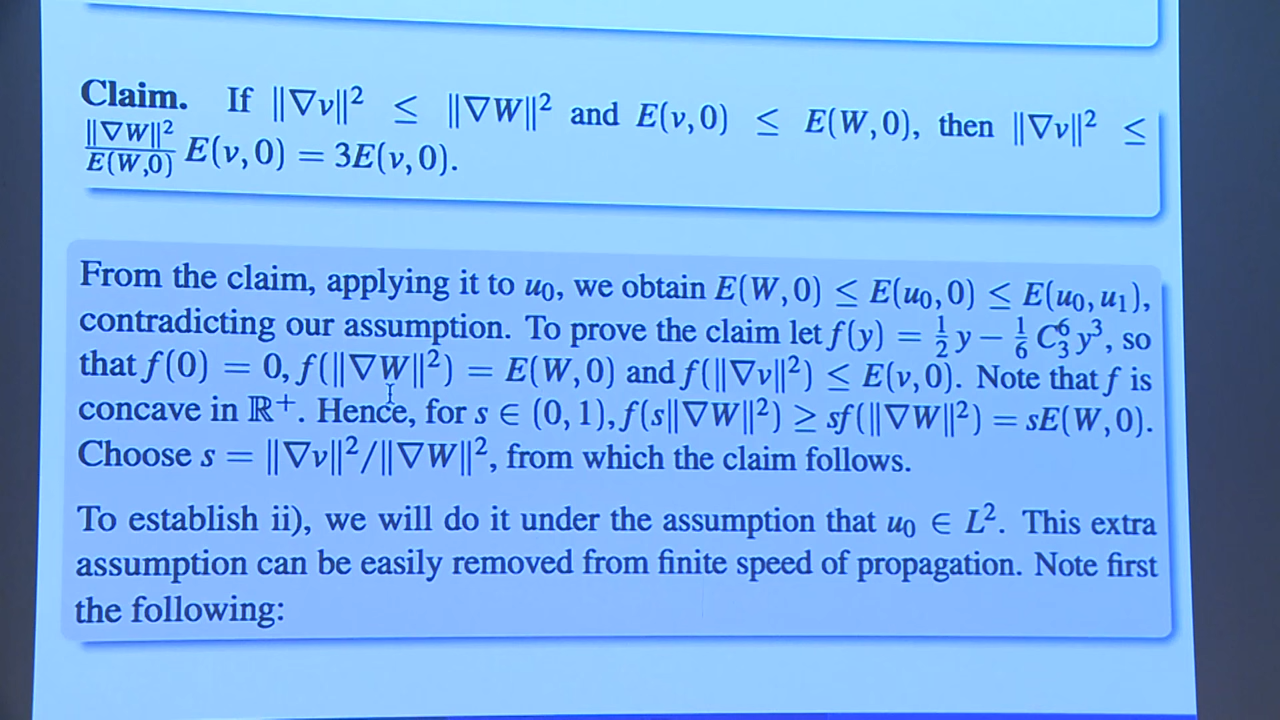 Claim. If ‖∇v‖² ≤ ‖∇W‖² and E(v,0) ≤ E(W,0), then ‖∇v‖² ≤
‖∇W‖²/E(W,0) E(v,0) = 3E(v,0).
From the claim, applying it to u₀, we obtain E(W,0) ≤ E(u₀,0) ≤ E(u₀,u₁),
contradicting our assumption. To prove the claim let f(y) = ½y − ⅙C₃⁶y³, so
that f(0) = 0, f(‖∇W‖²) = E(W,0) and f(‖∇v‖²) ≤ E(v,0). Note that f is
concave in ℝ⁺. Hence, for s ∈ (0,1), f(s‖∇W‖²) ≥ sf(‖∇W‖²) = sE(W,0).
Choose s = ‖∇v‖²/‖∇W‖², from which the claim follows.
To establish ii), we will do it under the assumption that u₀ ∈ L². This extra
assumption can be easily removed from finite speed of propagation. Note first
the following: